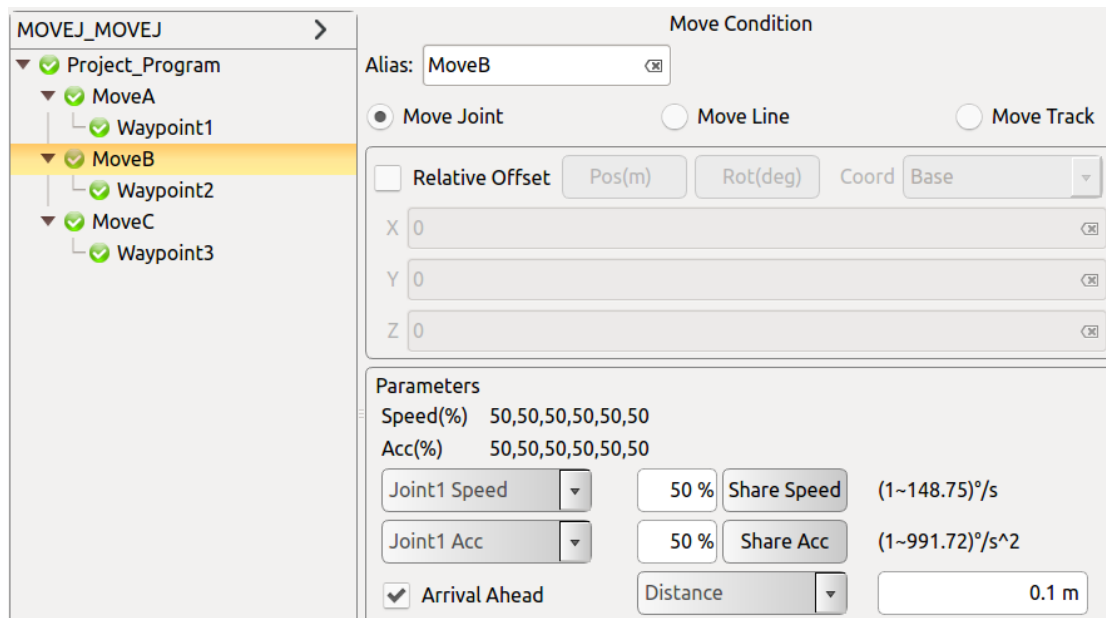 MOVEJ_MOVEJ
Project_Program
MoveA
Waypoint1
MoveB
Waypoint2
MoveC
Waypoint3
Move Condition
Alias: MoveB
Move Joint Move Line Move Track
Relative Offset Pos(m) Rot(deg) Coord Base
X 0
Y 0
Z 0
Parameters
Speed(%) 50,50,50,50,50,50
Acc(%) 50,50,50,50,50,50
Joint1 Speed 50 % Share Speed (1~148.75)°/s
Joint1 Acc 50 % Share Acc (1~991.72)°/s^2
Arrival Ahead Distance 0.1 m